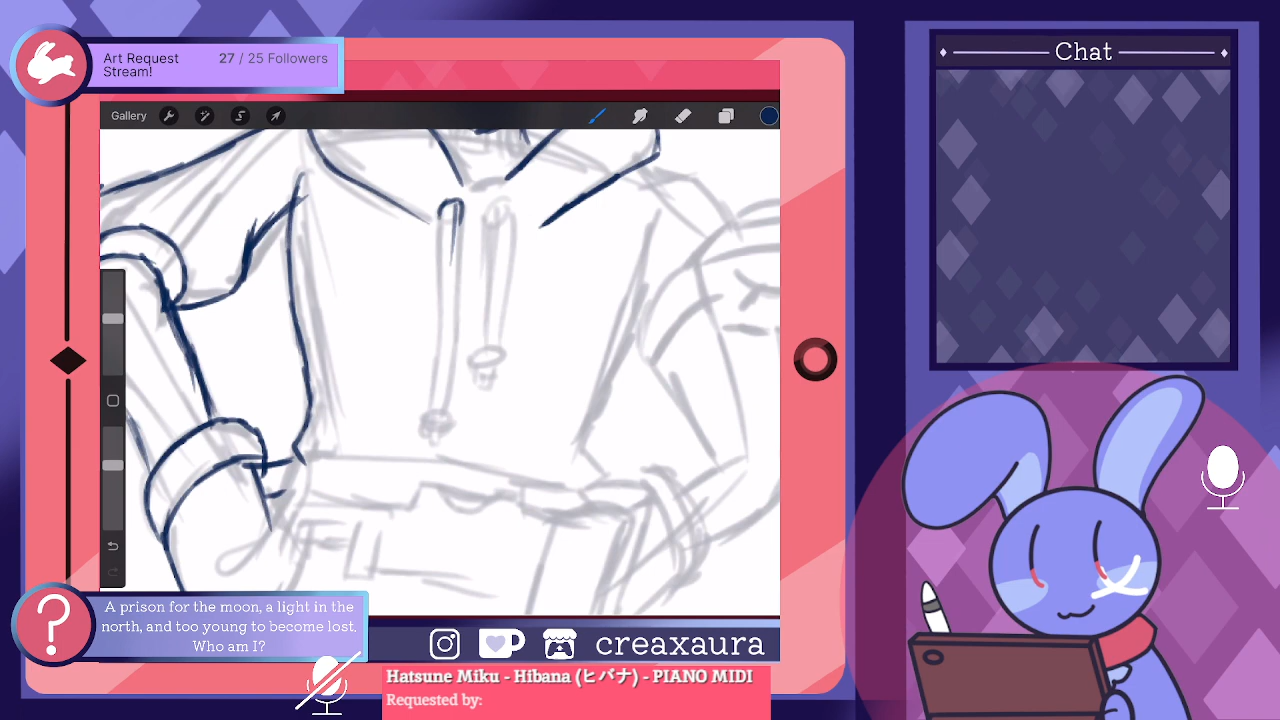 Art Request
Stream!
27 / 25 Followers
Chat
Gallery
A prison for the moon, a light in the
north, and too young to become lost.
Who am I?
creaxaura
Hatsune Miku - Hibana (ヒバナ) - PIANO MIDI
Requested by: